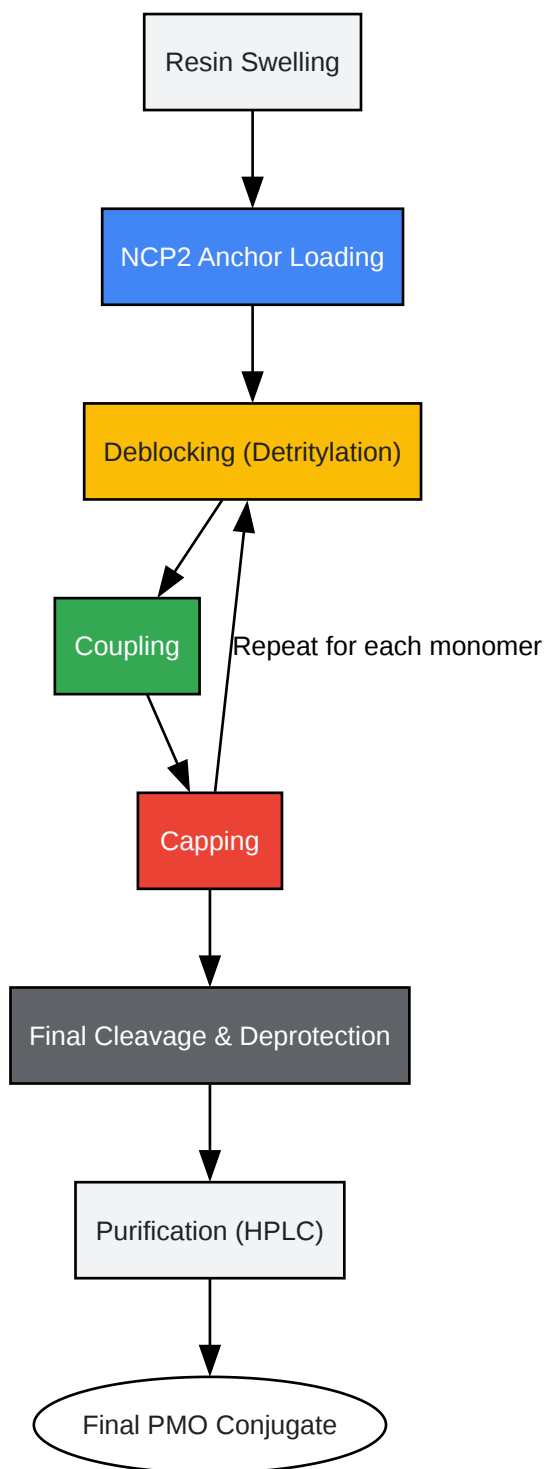 Resin Swelling
NCP2 Anchor Loading
Deblocking (Detritylation)
Coupling
Repeat for each monomer
Capping
Final Cleavage & Deprotection
Purification (HPLC)
Final PMO Conjugate